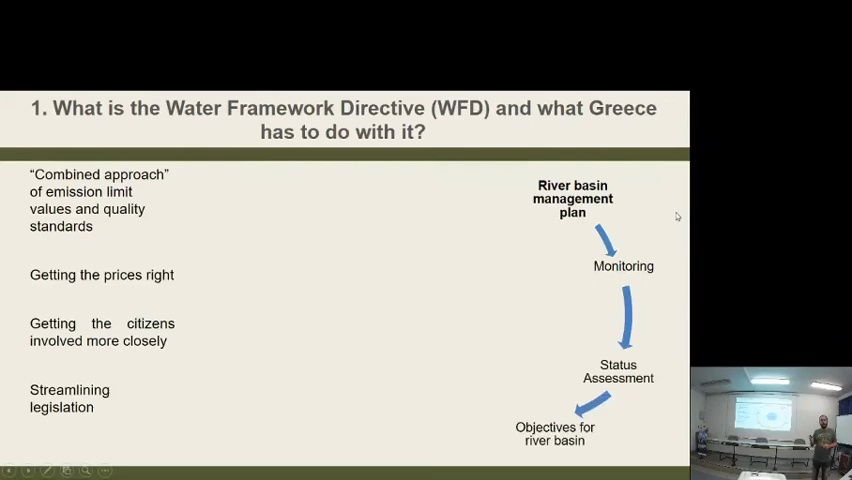 1. What is the Water Framework Directive (WFD) and what Greece
has to do with it?
“Combined approach”
of emission limit
values and quality
standards
Getting the prices right
Getting the citizens
involved more closely
Streamlining
legislation
River basin
management
plan
Monitoring
Status
Assessment
Objectives for
river basin